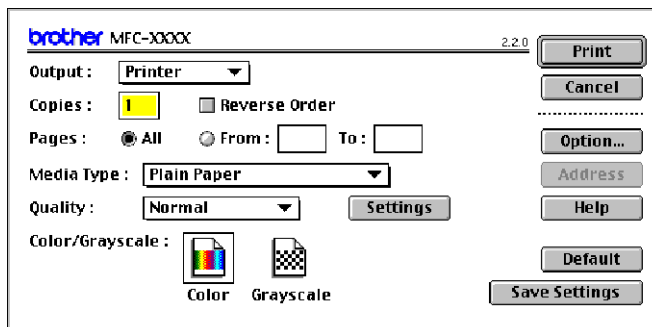 brother MFC-XXXX
2.2.0
Print
Output : Printer
Cancel
Copies : 1 Reverse Order
Pages : All From : To :
Option...
Media Type : Plain Paper
Address
Quality : Normal Settings
Help
Color/Grayscale :
Default
Color Grayscale
Save Settings